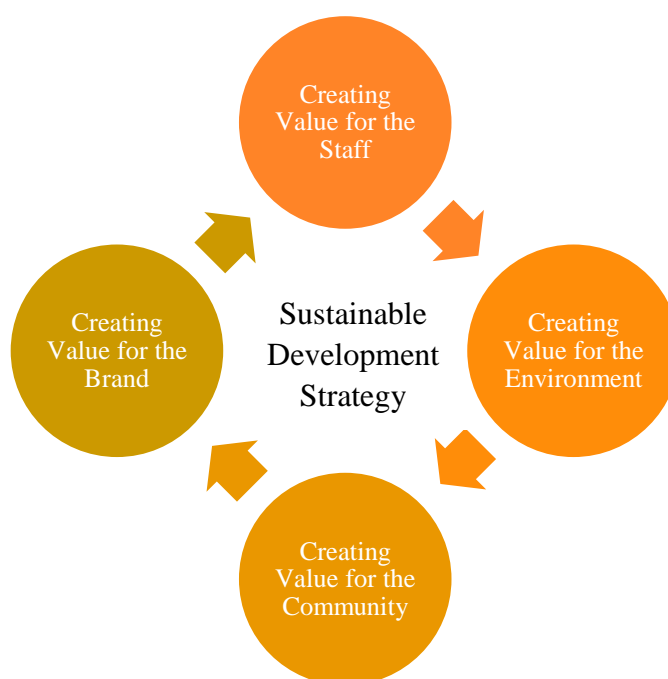 Creating
Value for the
Staff
Creating
Value for the
Brand
Sustainable
Development
Strategy
Creating
Value for the
Environment
Creating
Value for the
Community